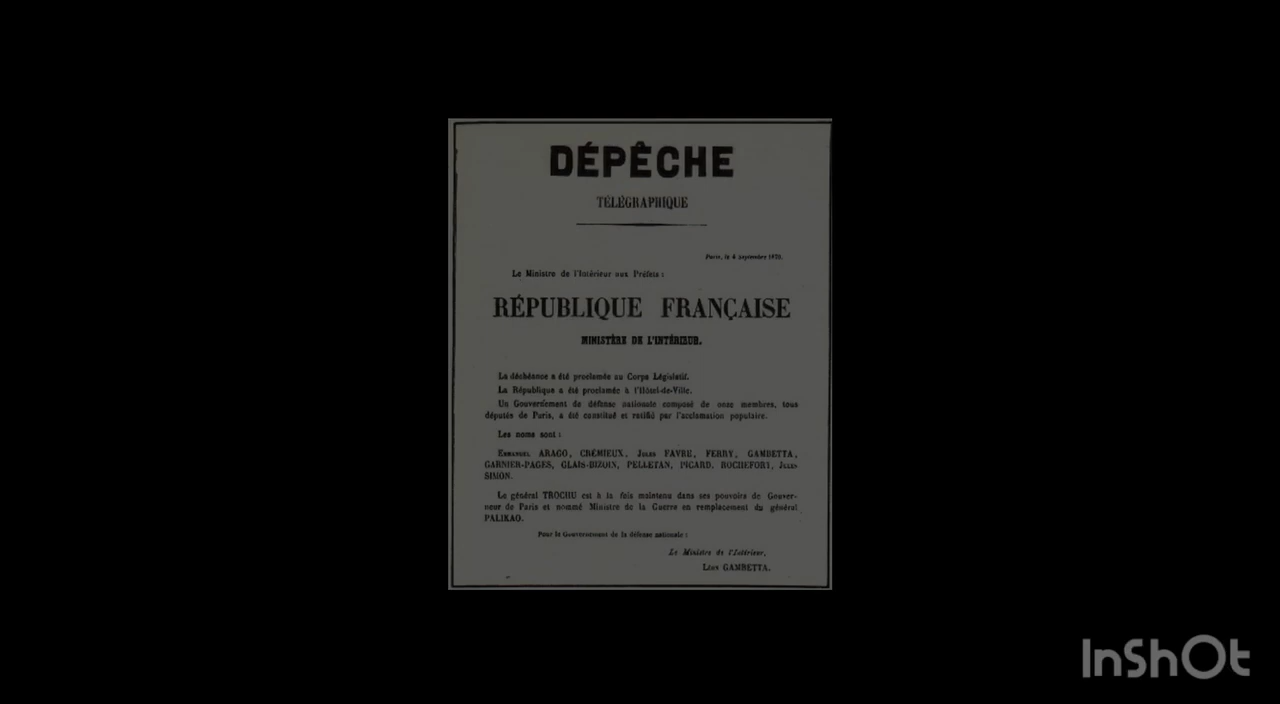 DÉPÊCHE
TÉLÉGRAPHIQUE
Paris, le 4 septembre 1870.
Le Ministre de l'Intérieur aux Préfets :
RÉPUBLIQUE FRANÇAISE
MINISTÈRE DE L'INTÉRIEUR.
La déchéance a été proclamée au Corps Législatif.
La République a été proclamée à l'Hôtel-de-Ville.
Un Gouvernement de défense nationale composé de onze membres, tous
députés de Paris, a été constitué et ratifié par l'acclamation populaire.
Les noms sont :
Emmanuel ARAGO, CRÉMIEUX, Jules FAVRE, FERRY, GAMBETTA,
GARNIER-PAGES, GLAIS-BIZOIN, PELLETAN, PICARD, ROCHEFORT, Jules
SIMON.
Le général TROCHU est à la fois maintenu dans ses pouvoirs de Gouver-
neur de Paris et nommé Ministre de la Guerre en remplacement du général
PALIKAO.
Pour le Gouvernement de la défense nationale :
Le Ministre de l'Intérieur,
Léon GAMBETTA.
InShOt